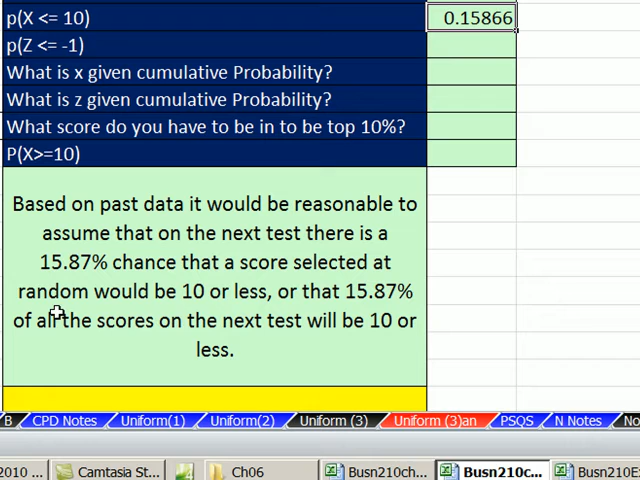 p(X <= 10) 0.15866
p(Z <= -1)
What is x given cumulative Probability?
What is z given cumulative Probability?
What score do you have to be in to be top 10%?
P(X>=10)
Based on past data it would be reasonable to
assume that on the next test there is a
15.87% chance that a score selected at
random would be 10 or less, or that 15.87%
of all the scores on the next test will be 10 or
less.
B CPD Notes Uniform(1) Uniform(2) Uniform (3) Uniform (3)an PSQS N Notes No
2010 ... Camtasia St... Ch06 Busn210ch... Busn210c... Busn210E